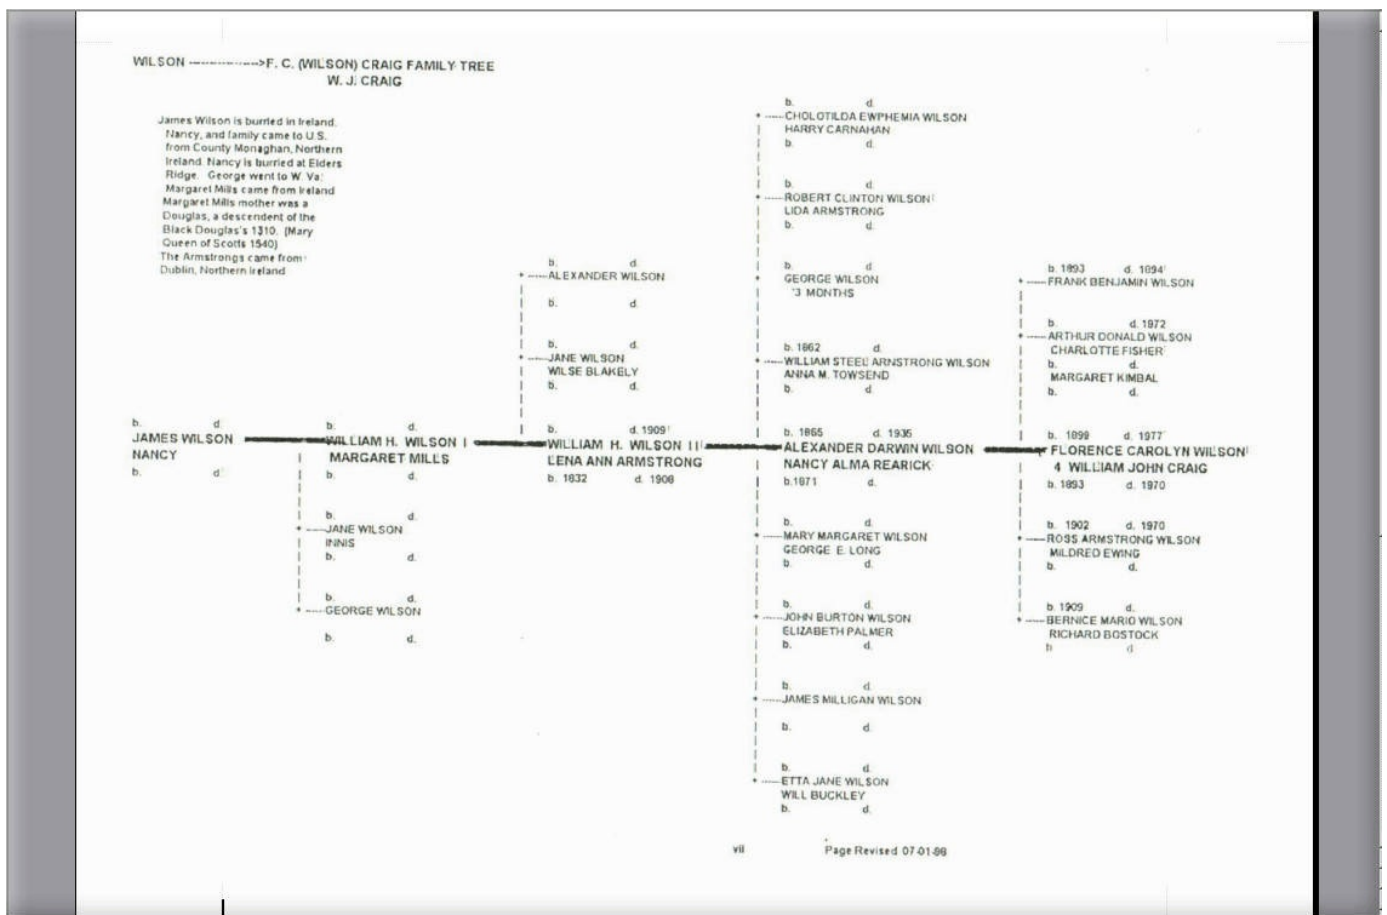 WILSON -------------->F. C. (WILSON) CRAIG FAMILY TREE
W. J. CRAIG
James Wilson is burried in Ireland.
Nancy, and family came to U.S.
from County Monaghan, Northern
Ireland. Nancy is burried at Elders
Ridge. George went to W. Va.
Margaret Mills came from Ireland
Margaret Mills mother was a
Douglas, a descendent of the
Black Douglas's 1310. (Mary
Queen of Scotts 1540)
The Armstrongs came from
Dublin, Northern Ireland
b. d.
JAMES WILSON
NANCY
b. d.
b. d.
WILLIAM H. WILSON I
MARGARET MILLS
b. d.
b. d.
JANE WILSON
INNIS
b. d.
b. d.
GEORGE WILSON
b. d.
b. d.
ALEXANDER WILSON
b. d.
b. d.
JANE WILSON
WILSE BLAKELY
b. d.
b. d. 1909
WILLIAM H. WILSON II
LENA ANN ARMSTRONG
b. 1832 d. 1908
b. d.
CHOLOTILDA EWPHEMIA WILSON
HARRY CARNAHAN
b. d.
b. d.
ROBERT CLINTON WILSON
LIDA ARMSTRONG
b. d.
b. d.
GEORGE WILSON
3 MONTHS
b. 1862 d.
WILLIAM STEEL ARNSTRONG WILSON
ANNA M. TOWSEND
b. d.
b. 1865 d. 1935
ALEXANDER DARWIN WILSON
NANCY ALMA REARICK
b.1871 d.
b. d.
MARY MARGARET WILSON
GEORGE E. LONG
b. d.
b. d.
JOHN BURTON WILSON
ELIZABETH PALMER
b. d.
b. d.
JAMES MILLIGAN WILSON
b. d.
b. d.
ETTA JANE WILSON
WILL BUCKLEY
b. d.
b. 1893 d. 1894
FRANK BENJAMIN WILSON
b. d. 1972
ARTHUR DONALD WILSON
CHARLOTTE FISHER
b. d.
MARGARET KIMBAL
b. d.
b. 1899 d. 1977
FLORENCE CAROLYN WILSON
4 WILLIAM JOHN CRAIG
b. 1893 d. 1970
b. 1902 d. 1970
ROSS ARMSTRONG WILSON
MILDRED EWING
b. d.
b. 1909 d.
BERNICE MARIO WILSON
RICHARD BOSTOCK
b d
vii Page Revised 07-01-98